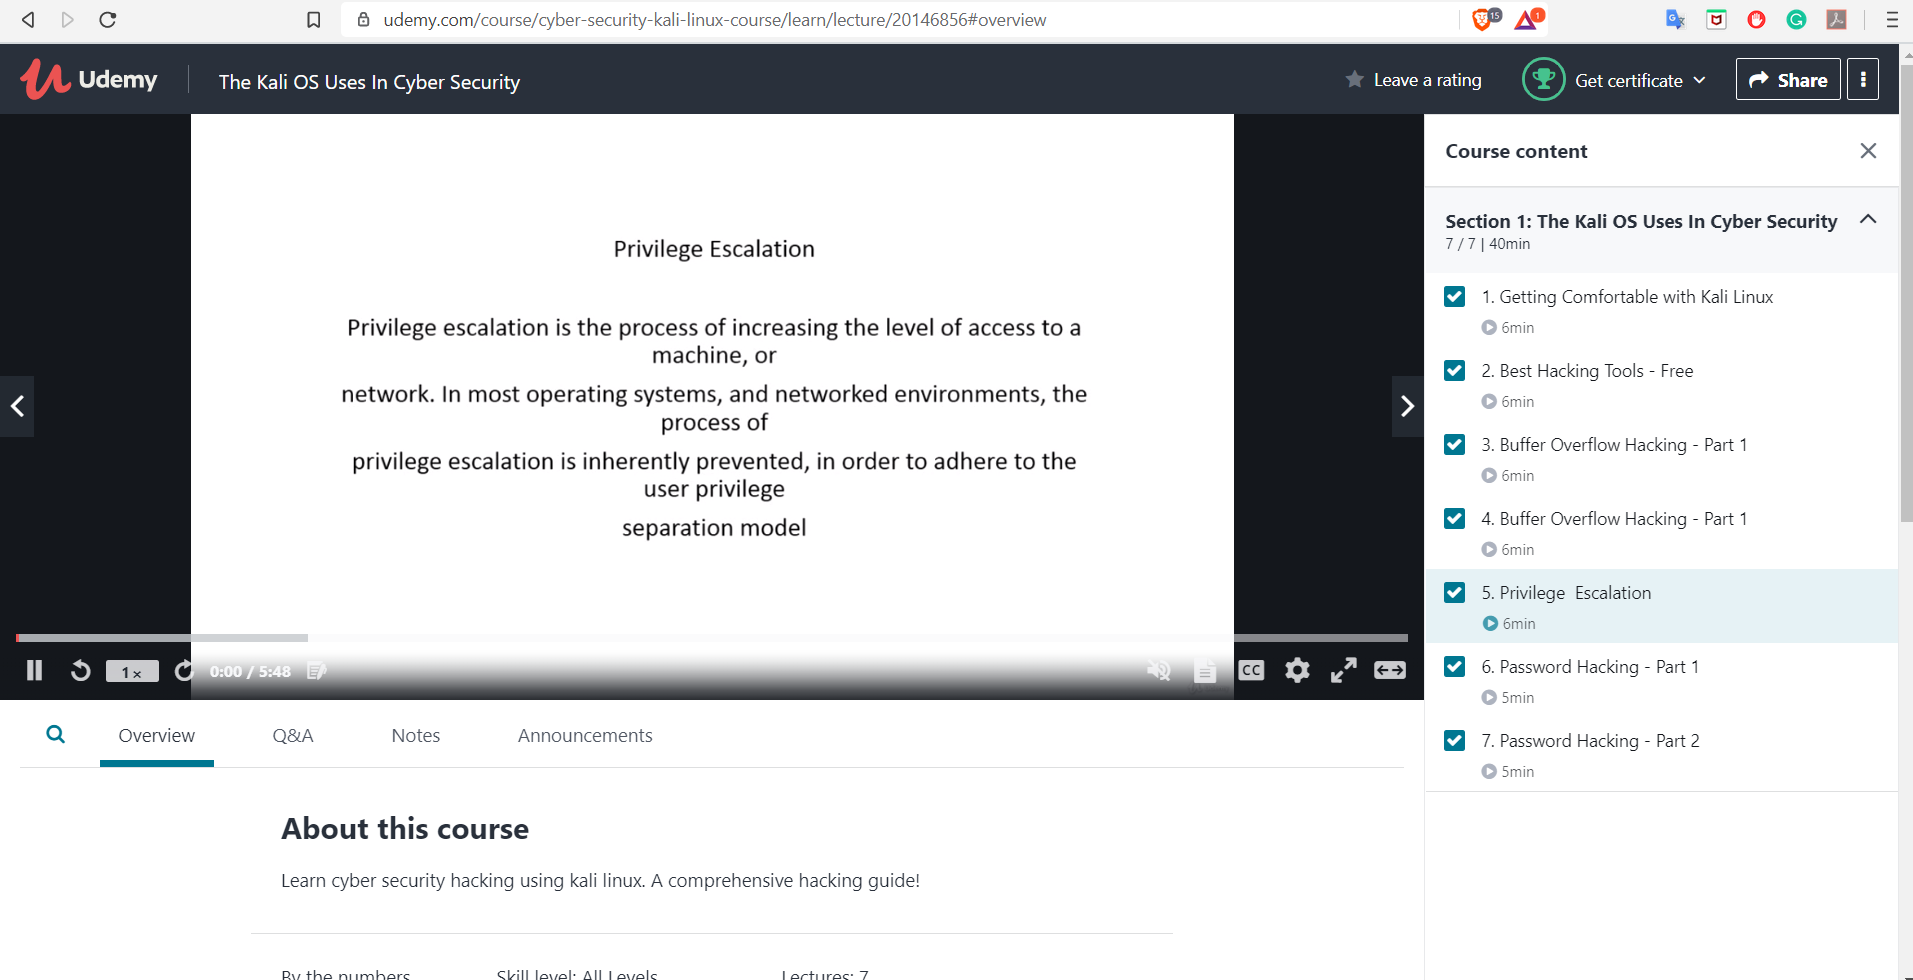 udemy.com/course/cyber-security-kali-linux-course/learn/lecture/20146856#overview
15
1
Udemy
The Kali OS Uses In Cyber Security
Leave a rating
Get certificate
Share
Privilege Escalation
Privilege escalation is the process of increasing the level of access to a
machine, or
network. In most operating systems, and networked environments, the
process of
privilege escalation is inherently prevented, in order to adhere to the
user privilege
separation model
1x
0:00 / 5:48
CC
Course content
Section 1: The Kali OS Uses In Cyber Security
7 / 7 | 40min
1. Getting Comfortable with Kali Linux
6min
2. Best Hacking Tools - Free
6min
3. Buffer Overflow Hacking - Part 1
6min
4. Buffer Overflow Hacking - Part 1
6min
5. Privilege  Escalation
6min
6. Password Hacking - Part 1
5min
7. Password Hacking - Part 2
5min
Overview
Q&A
Notes
Announcements
About this course
Learn cyber security hacking using kali linux. A comprehensive hacking guide!
By the numbers
Skill level: All Levels
Lectures: 7